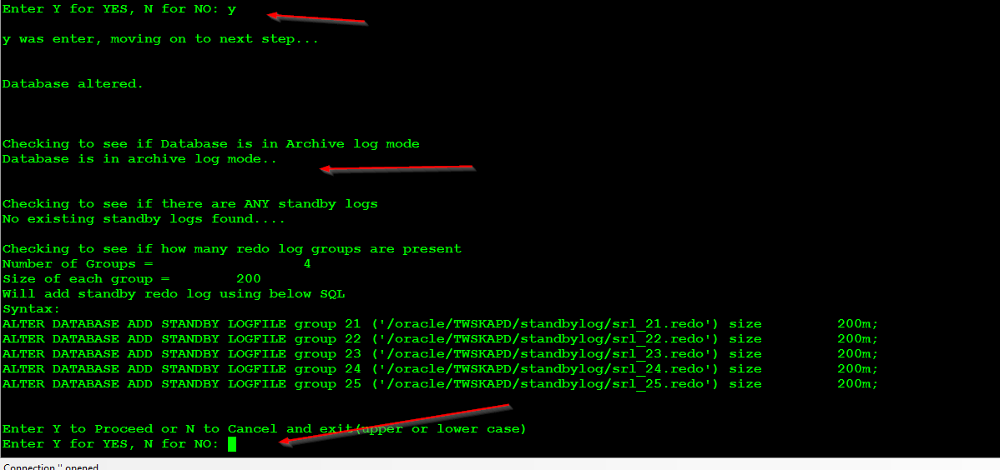 Enter Y for YES, N for NO: y
y was enter, moving on to next step...
Database altered.
Checking to see if Database is in Archive log mode
Database is in archive log mode..
Checking to see if there are ANY standby logs
No existing standby logs found....
Checking to see if how many redo log groups are present
Number of Groups =                  4
Size of each group =        200
Will add standby redo log using below SQL
Syntax:
ALTER DATABASE ADD STANDBY LOGFILE group 21 ('/oracle/TWSKAPD/standbylog/srl_21.redo') size         200m;
ALTER DATABASE ADD STANDBY LOGFILE group 22 ('/oracle/TWSKAPD/standbylog/srl_22.redo') size         200m;
ALTER DATABASE ADD STANDBY LOGFILE group 23 ('/oracle/TWSKAPD/standbylog/srl_23.redo') size         200m;
ALTER DATABASE ADD STANDBY LOGFILE group 24 ('/oracle/TWSKAPD/standbylog/srl_24.redo') size         200m;
ALTER DATABASE ADD STANDBY LOGFILE group 25 ('/oracle/TWSKAPD/standbylog/srl_25.redo') size         200m;
Enter Y to Proceed or N to Cancel and exit(upper or lower case)
Enter Y for YES, N for NO:
Connection '' opened